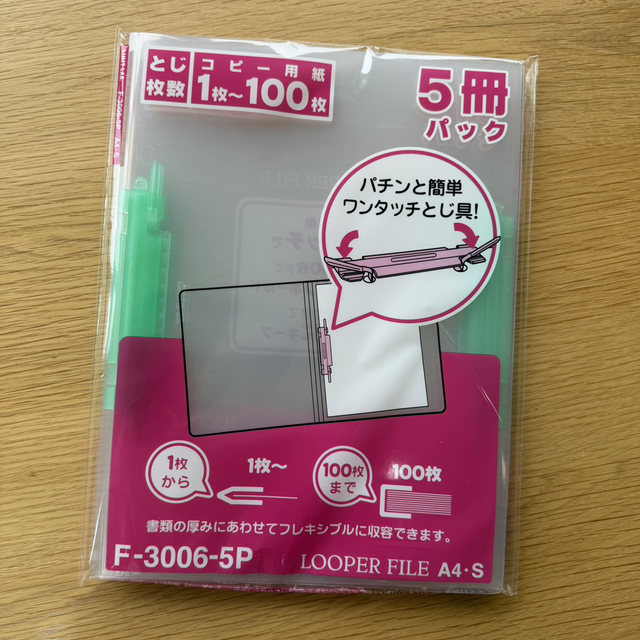 とじ枚数
コピー用紙
1枚〜100枚
5冊
パック
F-3006-5P A4·S
パチンと簡単
ワンタッチとじ具!
1枚
から
1枚〜
100枚
まで
100枚
書類の厚みにあわせてフレキシブルに収容できます。
F-3006-5P
LOOPER FILE A4·S